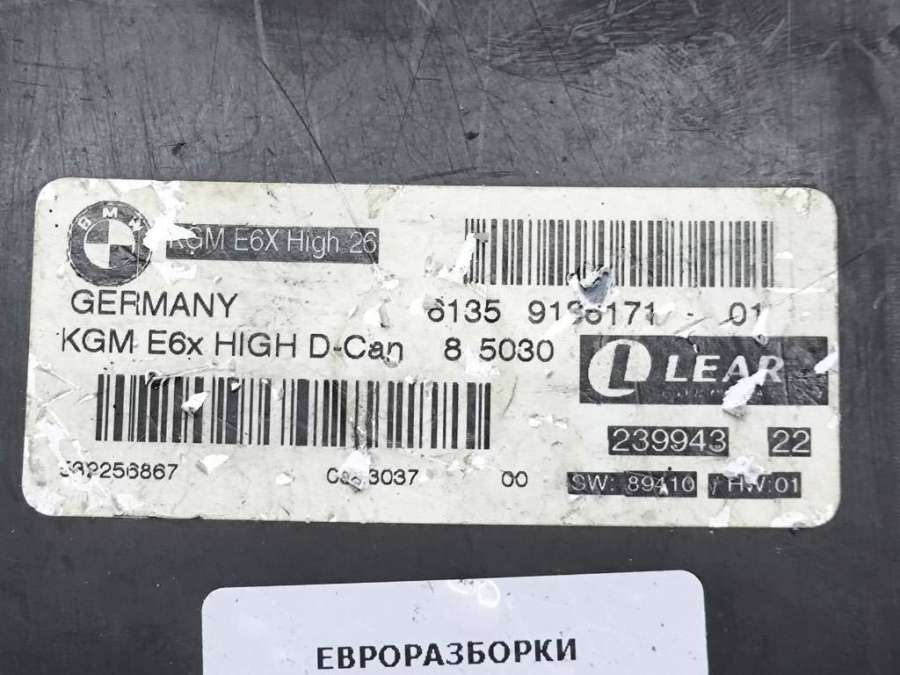 BMW
KGM E6X High 26
GERMANY
6135 - 01
KGM E6x HIGH D-Can 8 5030
LEAR
239943 22
00
SW: 89410 / HW:01
ЕВРОРАЗБОРКИ